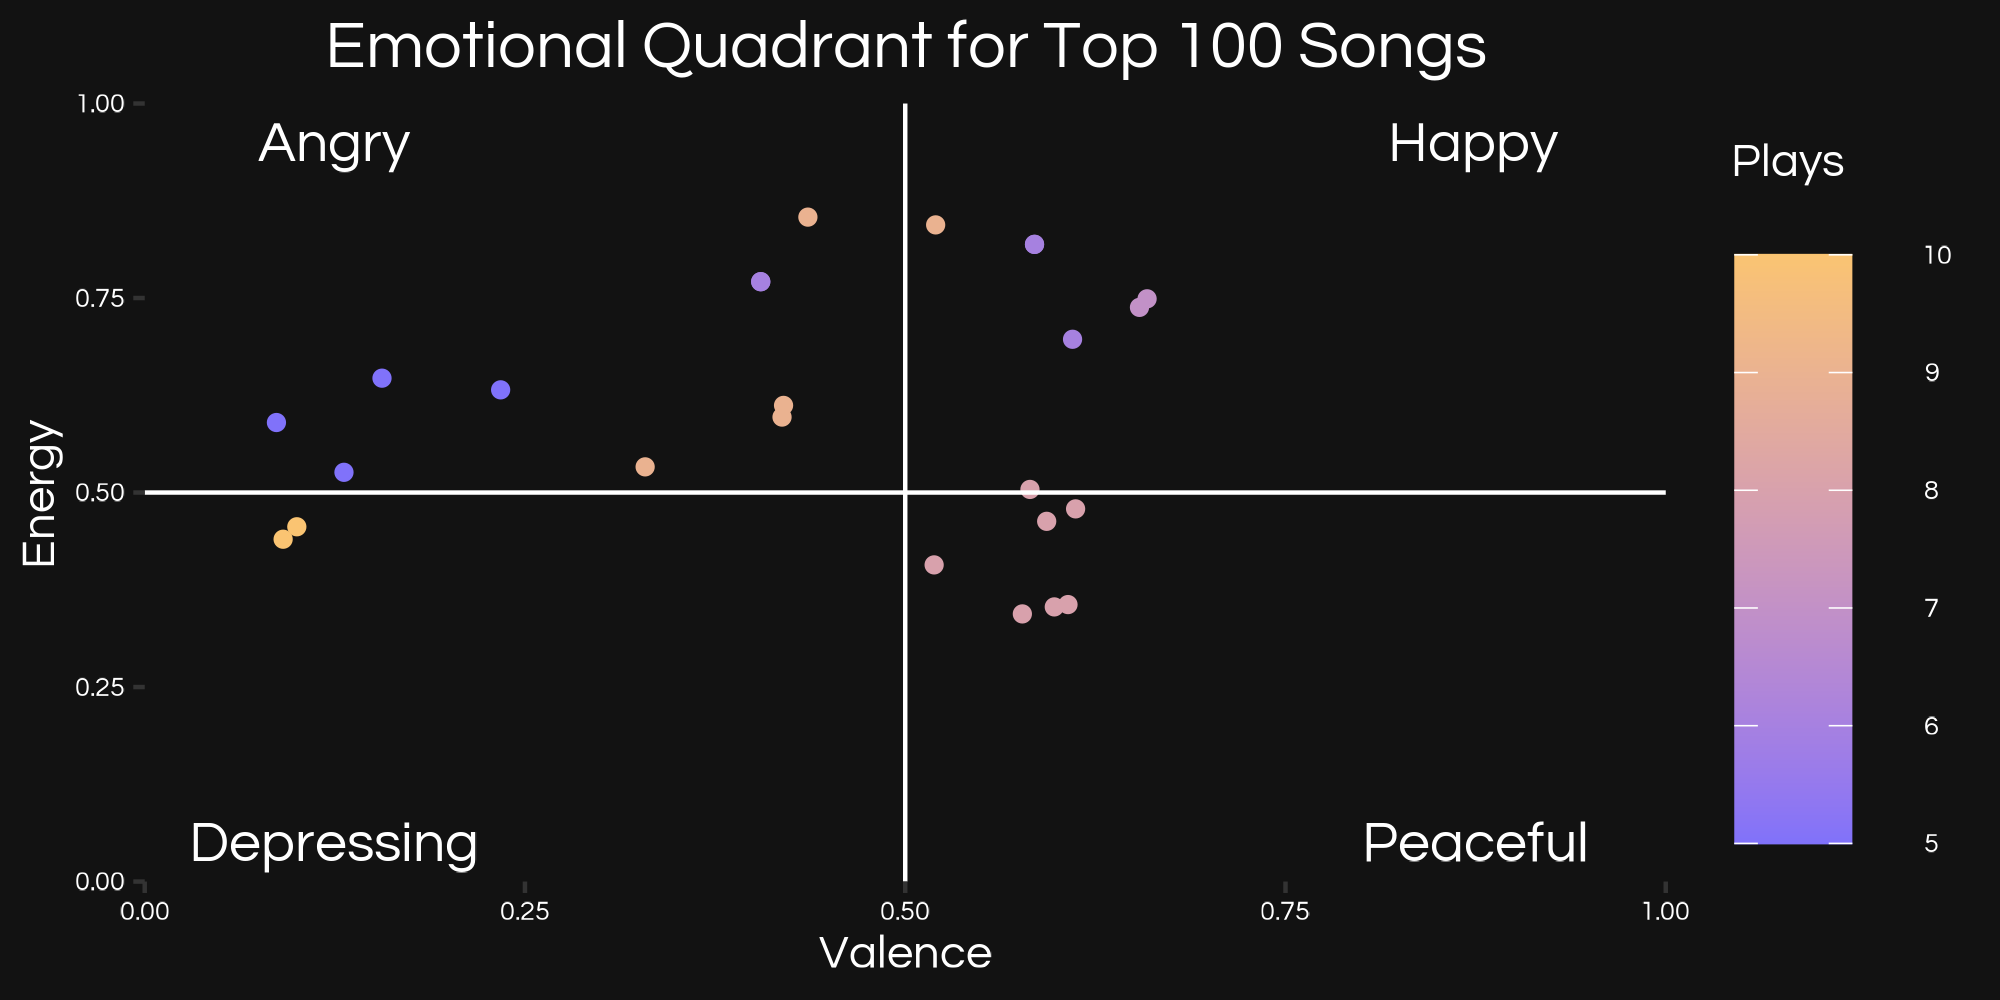 Emotional Quadrant for Top 100 Songs
1.00
0.75
0.50
0.25
0.00
Energy
Angry
Happy
Depressing
Peaceful
0.00
0.25
0.50
0.75
1.00
Valence
Plays
10
9
8
7
6
5